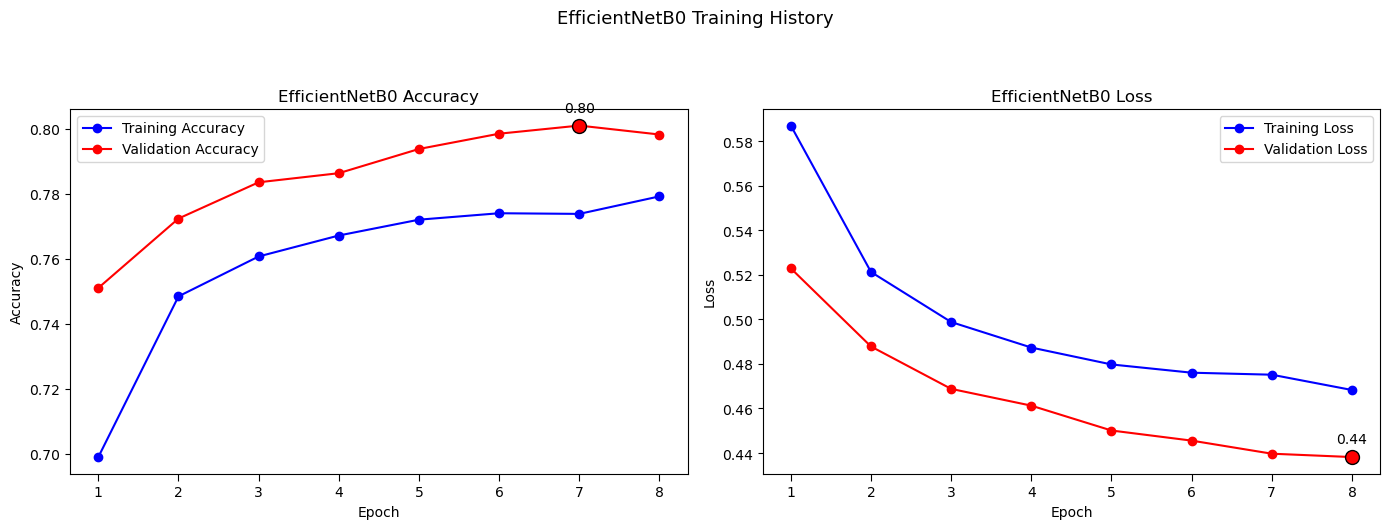 EfficientNetB0 Training History
EfficientNetB0 Accuracy
0.80
Training Accuracy
Validation Accuracy
Accuracy
0.80
0.78
0.76
0.74
0.72
0.70
1 2 3 4 5 6 7 8
Epoch
EfficientNetB0 Loss
Training Loss
Validation Loss
Loss
0.58
0.56
0.54
0.52
0.50
0.48
0.46
0.44
0.44
1 2 3 4 5 6 7 8
Epoch